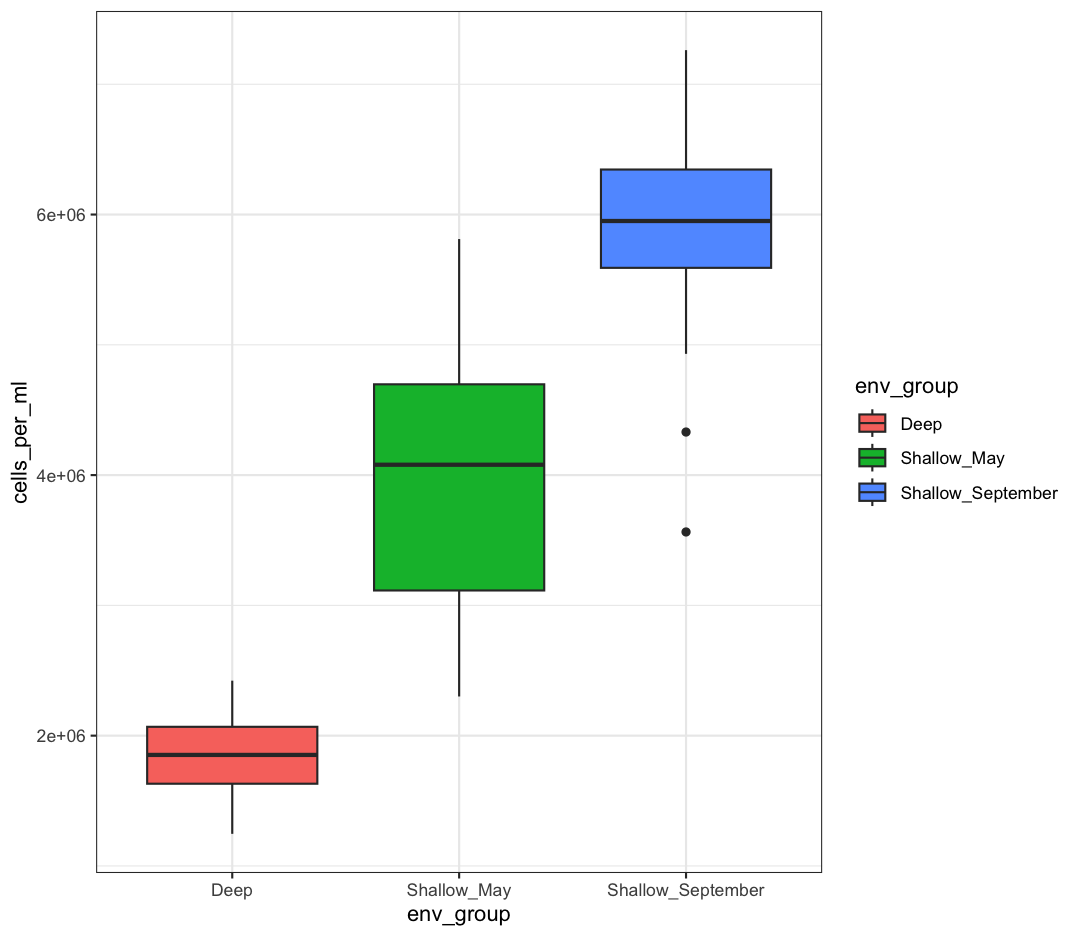 cells_per_ml
6e+06
4e+06
2e+06
Deep
Shallow_May
Shallow_September
env_group
env_group
Deep
Shallow_May
Shallow_September